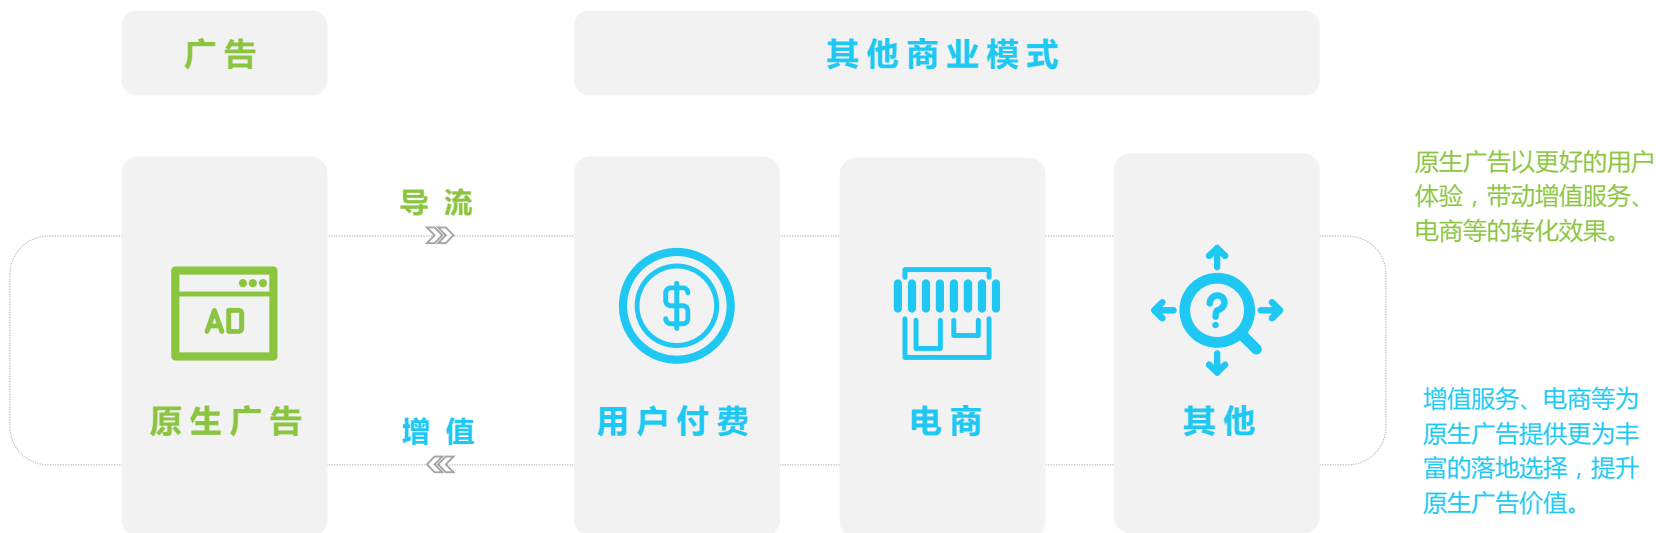 广告
其他商业模式
导流
AD
原生广告
增值
用户付费
电商
其他
原生广告以更好的用户
体验，带动增值服务、
电商等的转化效果。
增值服务、电商等为
原生广告提供更为丰
富的落地选择，提升
原生广告价值。